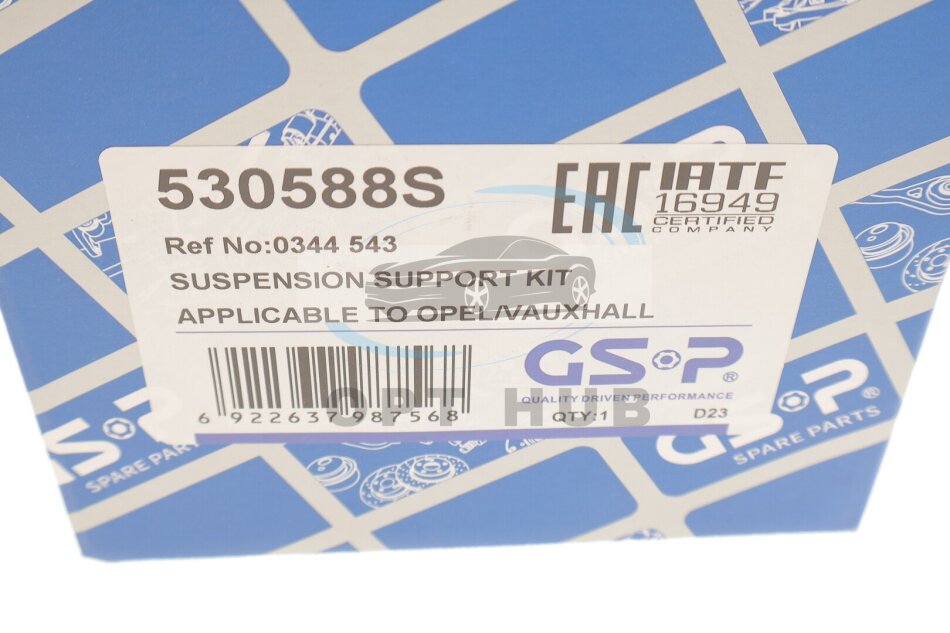 530588S
EAC
IATF
16949
CERTIFIED
COMPANY
Ref No:0344 543
SUSPENSION SUPPORT KIT
APPLICABLE TO OPEL/VAUXHALL
GSP®
QUALITY DRIVEN PERFORMANCE
6 922637 987568
QTY:1
D23
OPT HUB
GSP
SPARE PARTS
GSP
SPARE PARTS